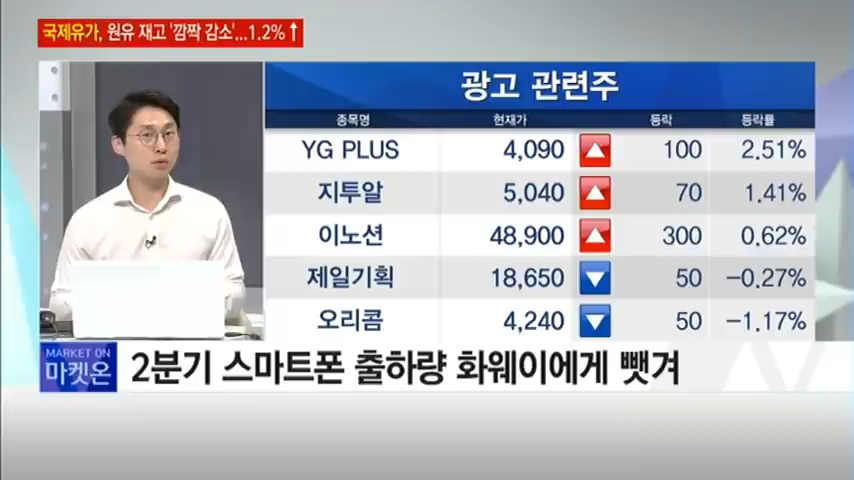 국제유가, 원유 재고 '깜짝 감소'...1.2%↑
광고 관련주
종목명 현재가 등락 등락률
YG PLUS 4,090 ▲ 100 2.51%
지투알 5,040 ▲ 70 1.41%
이노션 48,900 ▲ 300 0.62%
제일기획 18,650 ▼ 50 -0.27%
오리콤 4,240 ▼ 50 -1.17%
MARKET ON
마켓온
2분기 스마트폰 출하량 화웨이에게 뺏겨